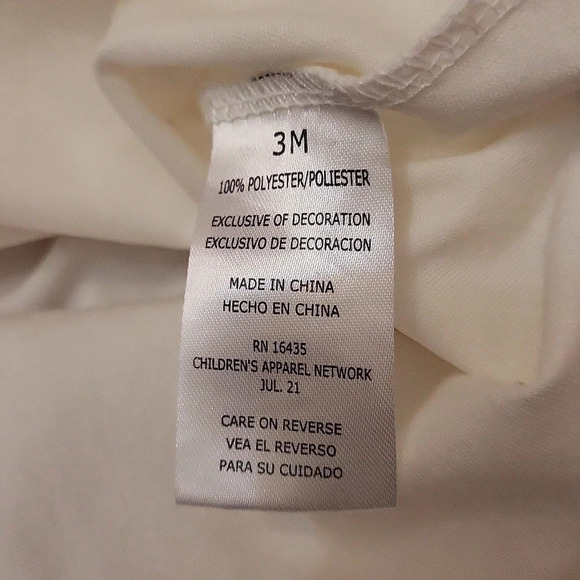 3M
100% POLYESTER/POLIESTER
EXCLUSIVE OF DECORATION
EXCLUSIVO DE DECORACION
MADE IN CHINA
HECHO EN CHINA
RN 16435
CHILDREN'S APPAREL NETWORK
JUL. 21
CARE ON REVERSE
VEA EL REVERSO
PARA SU CUIDADO